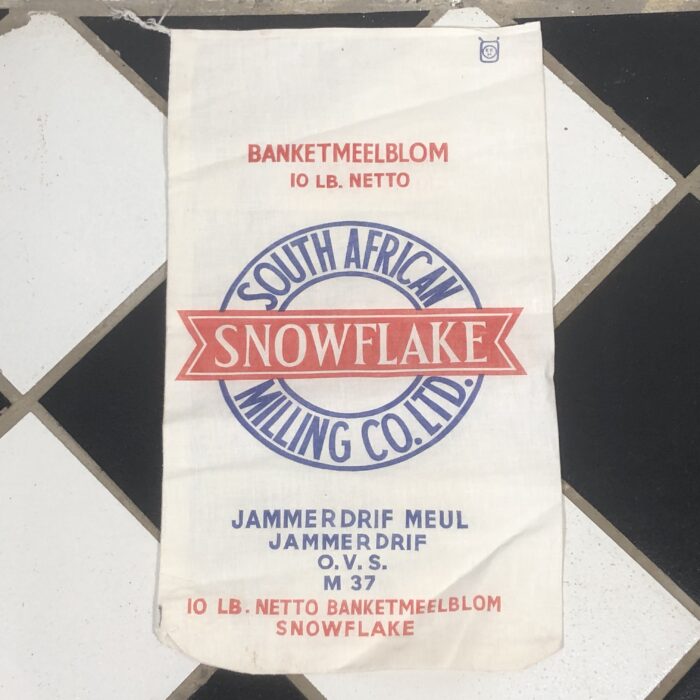 BANKETMEELBLOM
10 LB. NETTO
SOUTH AFRICAN
SNOWFLAKE
MILLING CO. LTD.
JAMMERDRIF MEUL
JAMMERDRIF
O.V.S.
M 37
10 LB. NETTO BANKETMEELBLOM
SNOWFLAKE